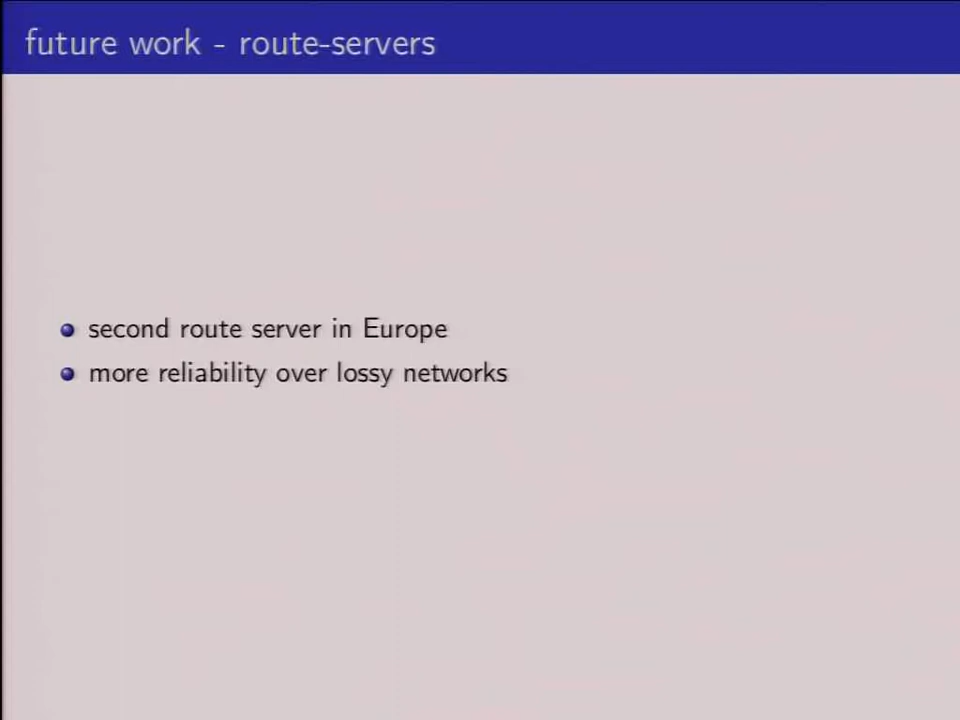 future work - route-servers
second route server in Europe
more reliability over lossy networks